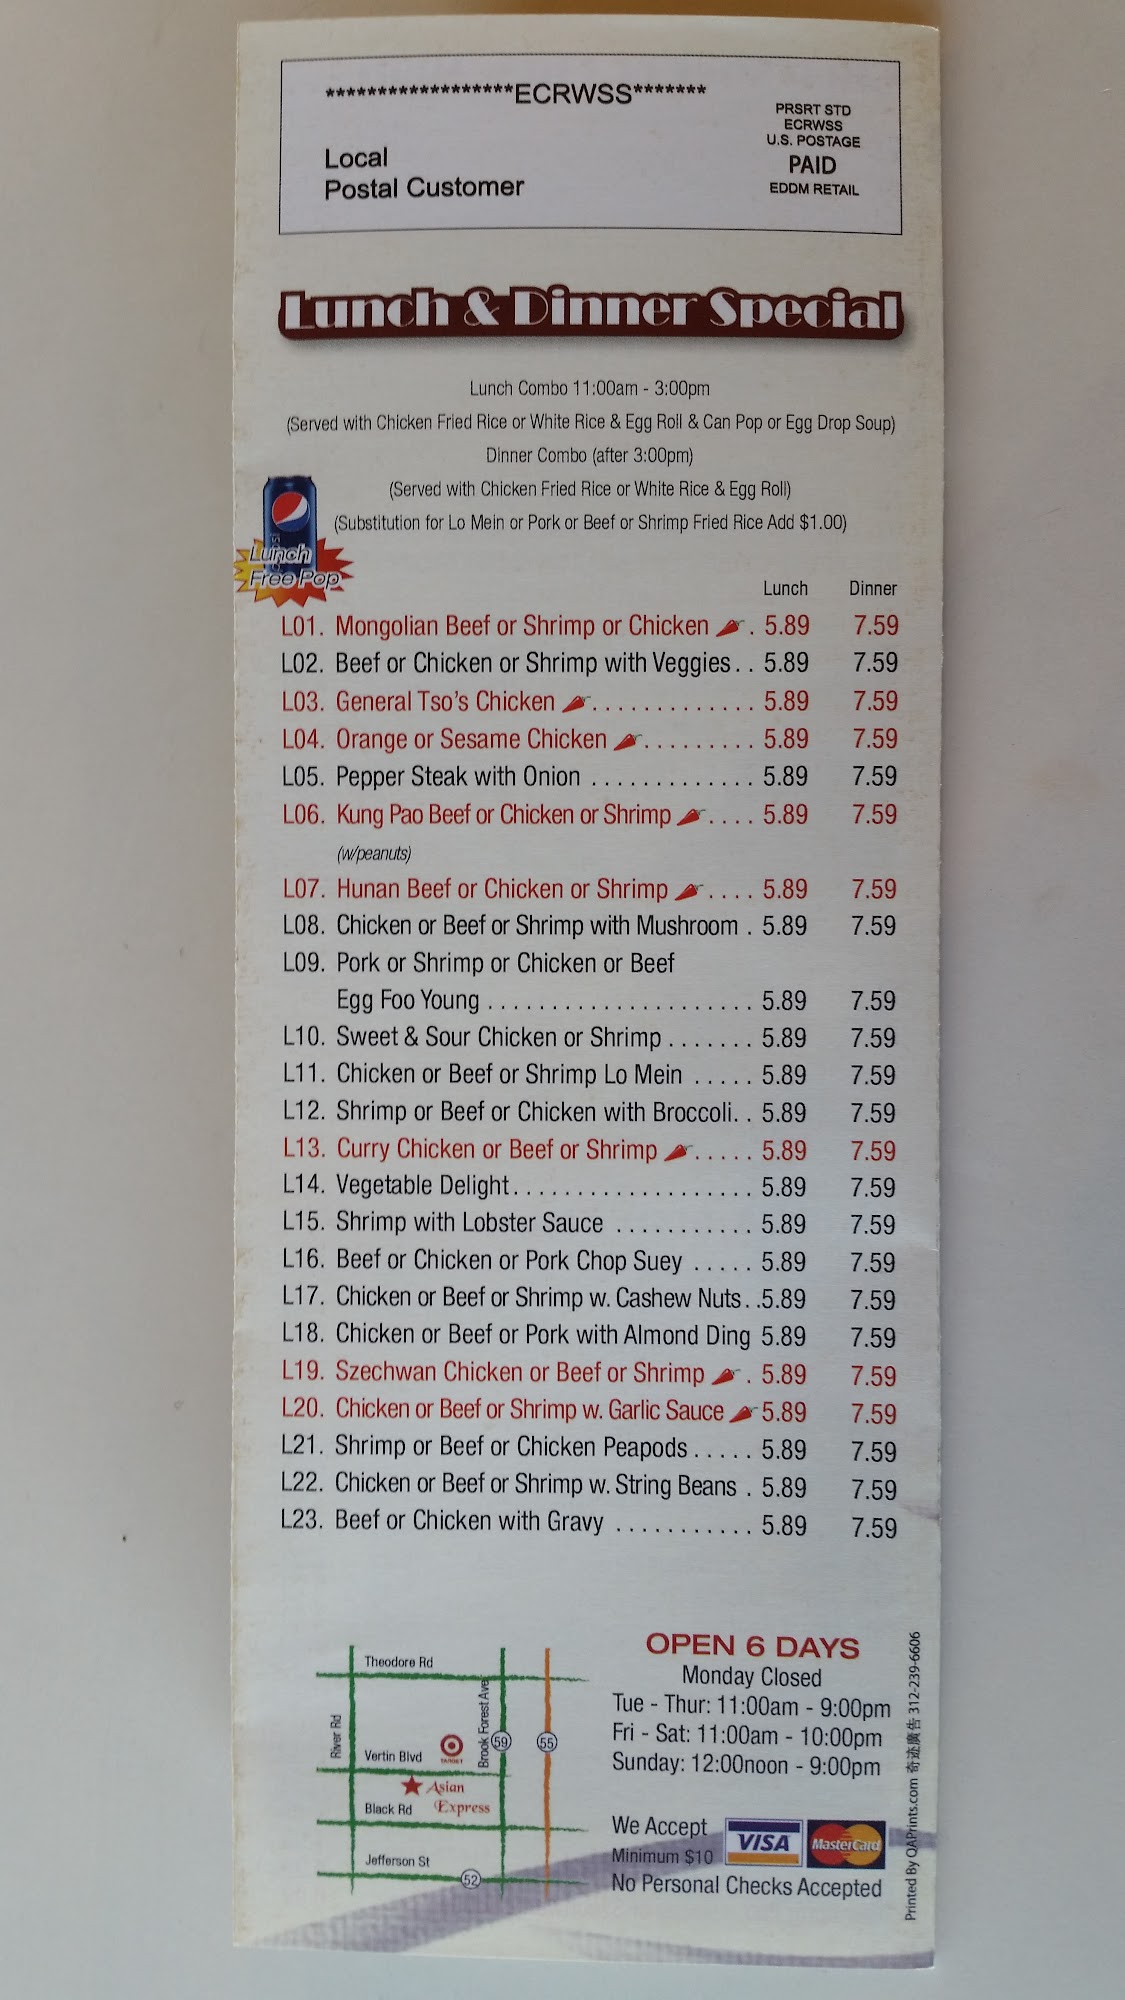 ******************ECRWSS*******
PRSRT STD
ECRWSS
U.S. POSTAGE
PAID
EDDM RETAIL
Local
Postal Customer
Lunch & Dinner Special
Lunch Combo 11:00am - 3:00pm
(Served with Chicken Fried Rice or White Rice & Egg Roll & Can Pop or Egg Drop Soup)
Dinner Combo (after 3:00pm)
(Served with Chicken Fried Rice or White Rice & Egg Roll)
(Substitution for Lo Mein or Pork or Beef or Shrimp Fried Rice Add $1.00)
Lunch
Free Pop
Lunch Dinner
L01. Mongolian Beef or Shrimp or Chicken . 5.89 7.59
L02. Beef or Chicken or Shrimp with Veggies. . 5.89 7.59
L03. General Tso's Chicken . . . . . . . . . . . . . 5.89 7.59
L04. Orange or Sesame Chicken . . . . . . . . . 5.89 7.59
L05. Pepper Steak with Onion . . . . . . . . . . . . . 5.89 7.59
L06. Kung Pao Beef or Chicken or Shrimp . . . . 5.89 7.59
(w/peanuts)
L07. Hunan Beef or Chicken or Shrimp . . . . 5.89 7.59
L08. Chicken or Beef or Shrimp with Mushroom . 5.89 7.59
L09. Pork or Shrimp or Chicken or Beef
Egg Foo Young . . . . . . . . . . . . . . . . . . . . . 5.89 7.59
L10. Sweet & Sour Chicken or Shrimp . . . . . . . 5.89 7.59
L11. Chicken or Beef or Shrimp Lo Mein . . . . . 5.89 7.59
L12. Shrimp or Beef or Chicken with Broccoli. . 5.89 7.59
L13. Curry Chicken or Beef or Shrimp . . . . . 5.89 7.59
L14. Vegetable Delight. . . . . . . . . . . . . . . . . . . 5.89 7.59
L15. Shrimp with Lobster Sauce . . . . . . . . . . . 5.89 7.59
L16. Beef or Chicken or Pork Chop Suey . . . . . 5.89 7.59
L17. Chicken or Beef or Shrimp w. Cashew Nuts. .5.89 7.59
L18. Chicken or Beef or Pork with Almond Ding 5.89 7.59
L19. Szechwan Chicken or Beef or Shrimp . 5.89 7.59
L20. Chicken or Beef or Shrimp w. Garlic Sauce 5.89 7.59
L21. Shrimp or Beef or Chicken Peapods . . . . . 5.89 7.59
L22. Chicken or Beef or Shrimp w. String Beans . 5.89 7.59
L23. Beef or Chicken with Gravy . . . . . . . . . . . 5.89 7.59
Theodore Rd
River Rd
Brook Forest Ave
59
55
Vertin Blvd
TARGET
Asian
Express
Black Rd
Jefferson St
52
OPEN 6 DAYS
Monday Closed
Tue - Thur: 11:00am - 9:00pm
Fri - Sat: 11:00am - 10:00pm
Sunday: 12:00noon - 9:00pm
We Accept
VISA
MasterCard
Minimum $10
No Personal Checks Accepted
Printed By QAPrints.com 奇迹廣告 312-239-6606